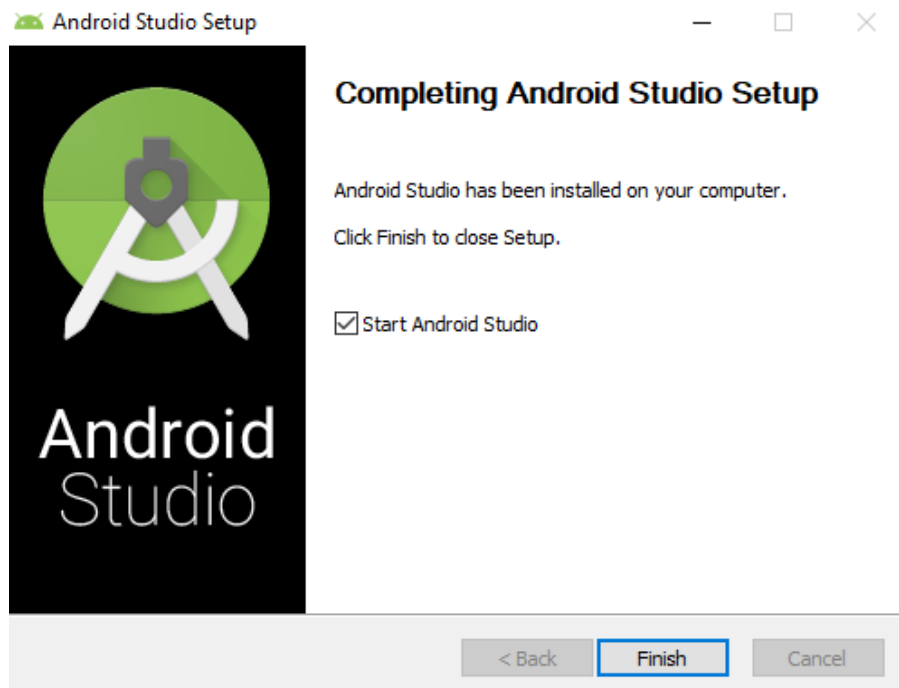 Android Studio Setup
Completing Android Studio Setup
Android Studio has been installed on your computer.
Click Finish to close Setup.
Start Android Studio
Android
Studio
< Back
Finish
Cancel